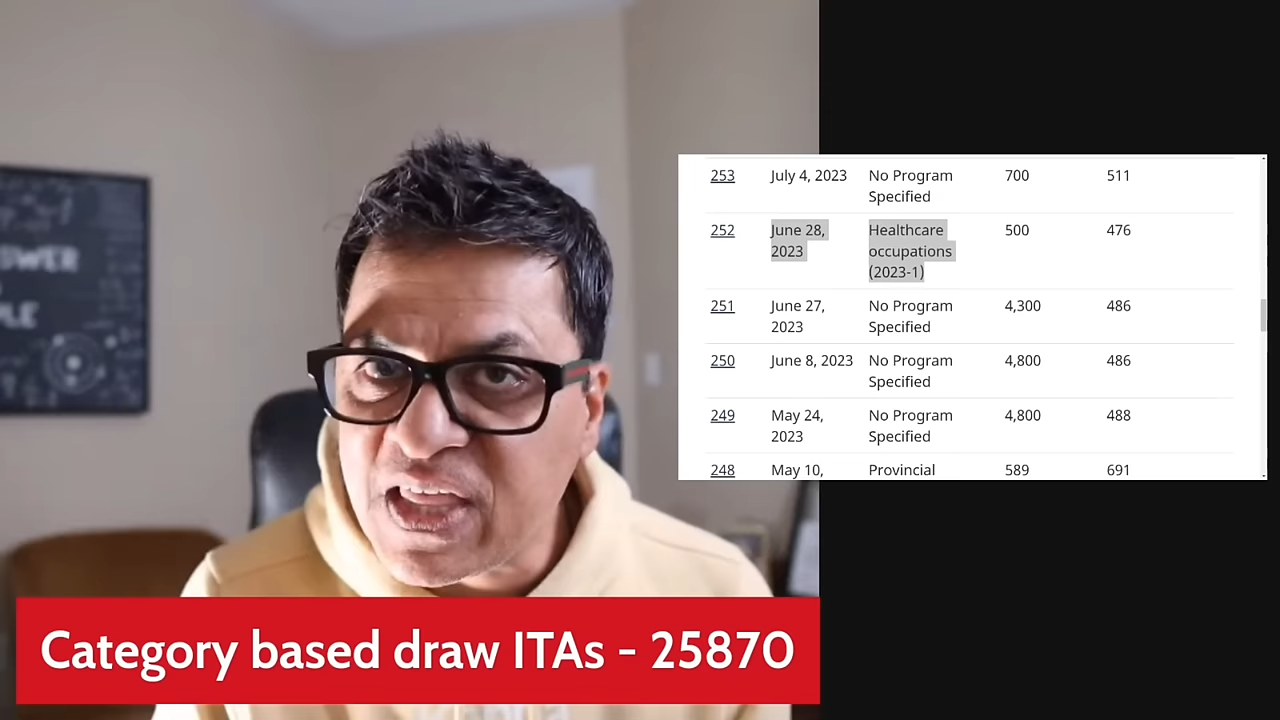 SWER
253 July 4, 2023 No Program 700 511
Specified
252 June 28, Healthcare 500 476
2023 occupations
(2023-1)
251 June 27, No Program 4,300 486
2023 Specified
250 June 8, 2023 No Program 4,800 486
Specified
249 May 24, No Program 4,800 488
2023 Specified
248 May 10, Provincial 589 691
Category based draw ITAs - 25870